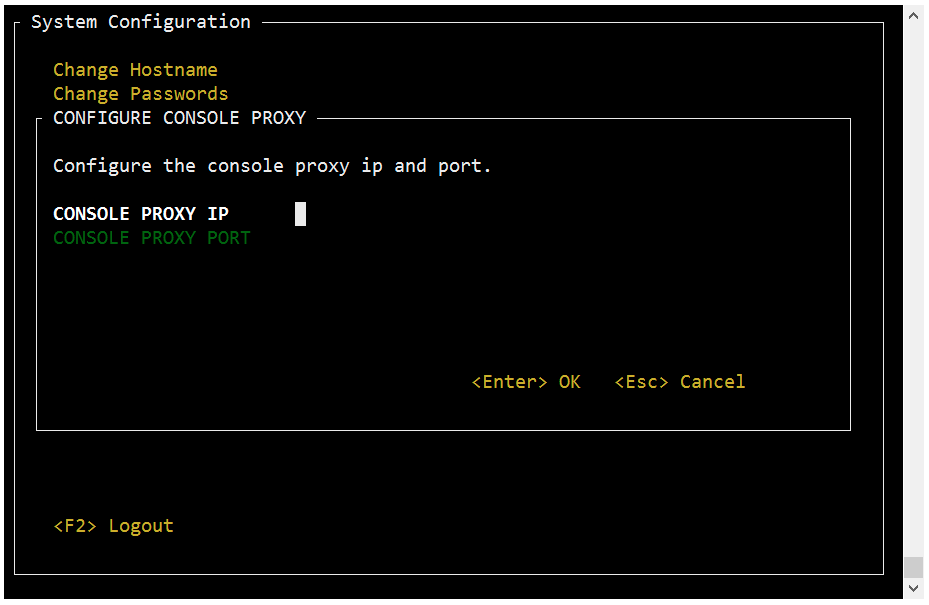 System Configuration
Change Hostname
Change Passwords
CONFIGURE CONSOLE PROXY
Configure the console proxy ip and port.
CONSOLE PROXY IP
CONSOLE PROXY PORT
<Enter> OK   <Esc> Cancel
<F2> Logout